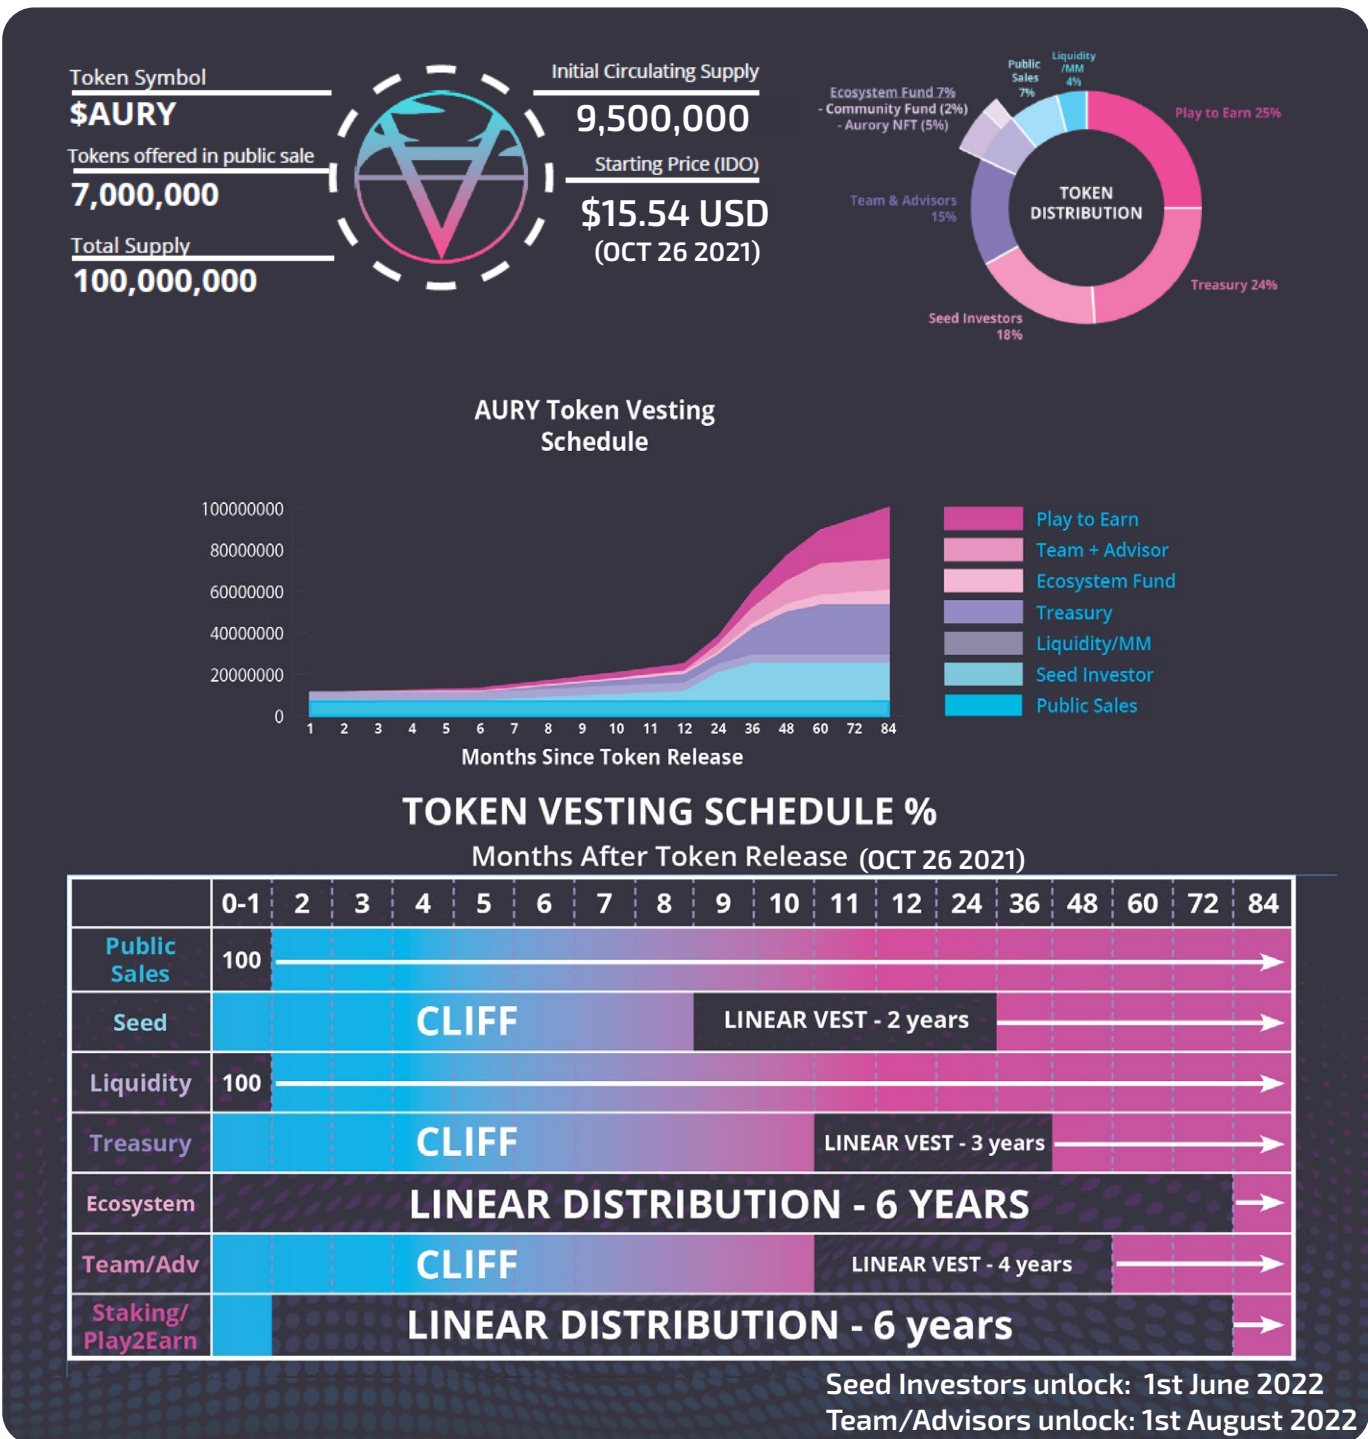 Token Symbol
$AURY
Tokens offered in public sale
7,000,000
Total Supply
100,000,000
Initial Circulating Supply
9,500,000
Starting Price (IDO)
$15.54 USD
(OCT 26 2021)
Liquidity
/MM
4%
Public
Sales
7%
Ecosystem Fund 7%
- Community Fund (2%)
- Aurory NFT (5%)
Play to Earn 25%
Team & Advisors
15%
TOKEN
DISTRIBUTION
Treasury 24%
Seed Investors
18%
AURY Token Vesting
Schedule
100000000
80000000
60000000
40000000
20000000
0
1 2 3 4 5 6 7 8 9 10 11 12 24 36 48 60 72 84
Months Since Token Release
Play to Earn
Team + Advisor
Ecosystem Fund
Treasury
Liquidity/MM
Seed Investor
Public Sales
TOKEN VESTING SCHEDULE %
Months After Token Release (OCT 26 2021)
0-1 2 3 4 5 6 7 8 9 10 11 12 24 36 48 60 72 84
Public
Sales
100
Seed CLIFF LINEAR VEST - 2 years
Liquidity 100
Treasury CLIFF LINEAR VEST - 3 years
Ecosystem LINEAR DISTRIBUTION - 6 YEARS
Team/Adv CLIFF LINEAR VEST - 4 years
Staking/
Play2Earn
LINEAR DISTRIBUTION - 6 years
Seed Investors unlock: 1st June 2022
Team/Advisors unlock: 1st August 2022